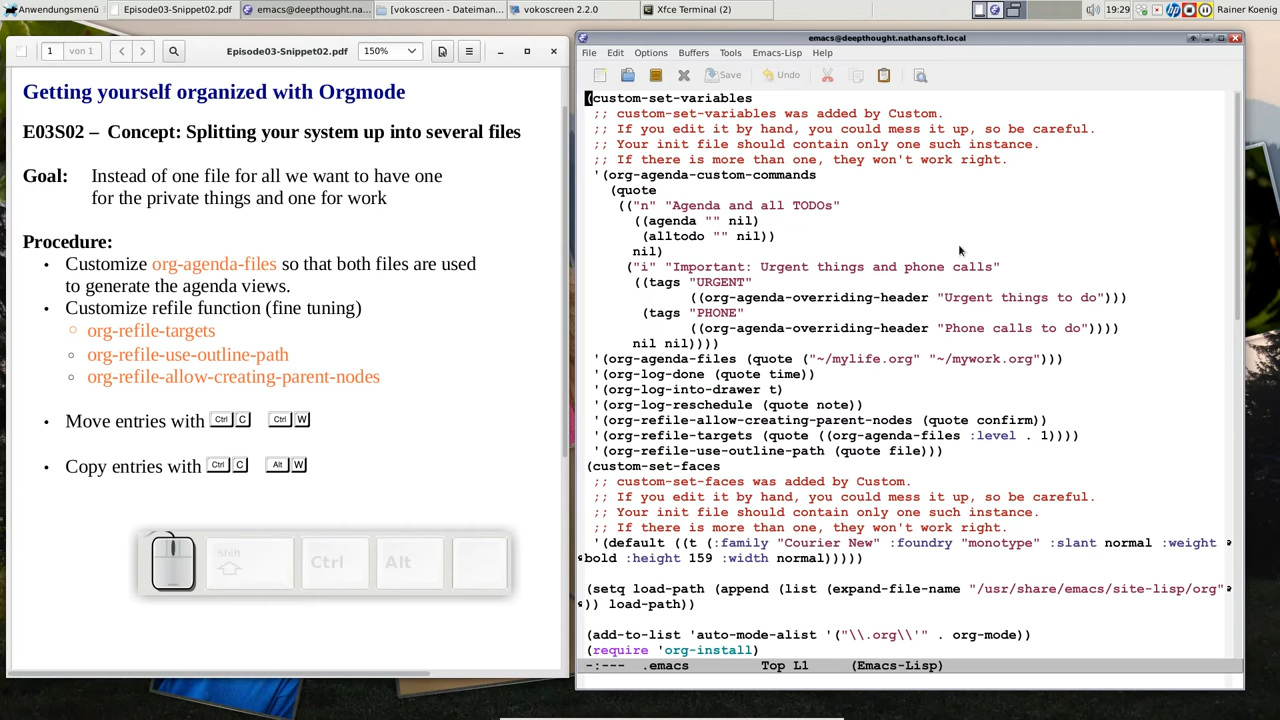 Anwendungsmenü
Episode03-Snippet02.pdf
emacs@deepthought.nathansoft....
[vokoscreen - Dateiman...
vokoscreen 2.2.0
Xfce Terminal (2)
19:29
Rainer Koenig
1
von 1
Episode03-Snippet02.pdf
150%
Getting yourself organized with Orgmode
E03S02 – Concept: Splitting your system up into several files
Goal: Instead of one file for all we want to have one
for the private things and one for work
Procedure:
• Customize org-agenda-files so that both files are used
to generate the agenda views.
• Customize refile function (fine tuning)
org-refile-targets
org-refile-use-outline-path
org-refile-allow-creating-parent-nodes
• Move entries with Ctrl C Ctrl W
• Copy entries with Ctrl C Alt W
Shift
Ctrl
Alt
emacs@deepthought.nathansoft.local
File Edit Options Buffers Tools Emacs-Lisp Help
Save
Undo
(custom-set-variables
;; custom-set-variables was added by Custom.
;; If you edit it by hand, you could mess it up, so be careful.
;; Your init file should contain only one such instance.
;; If there is more than one, they won't work right.
'(org-agenda-custom-commands
(quote
(("n" "Agenda and all TODOs"
((agenda "" nil)
(alltodo "" nil))
nil)
("i" "Important: Urgent things and phone calls"
((tags "URGENT"
((org-agenda-overriding-header "Urgent things to do")))
(tags "PHONE"
((org-agenda-overriding-header "Phone calls to do"))))
nil nil))))
'(org-agenda-files (quote ("~/mylife.org" "~/mywork.org")))
'(org-log-done (quote time))
'(org-log-into-drawer t)
'(org-log-reschedule (quote note))
'(org-refile-allow-creating-parent-nodes (quote confirm))
'(org-refile-targets (quote ((org-agenda-files :level . 1))))
'(org-refile-use-outline-path (quote file)))
(custom-set-faces
;; custom-set-faces was added by Custom.
;; If you edit it by hand, you could mess it up, so be careful.
;; Your init file should contain only one such instance.
;; If there is more than one, they won't work right.
'(default ((t (:family "Courier New" :foundry "monotype" :slant normal :weight
bold :height 159 :width normal)))))
(setq load-path (append (list (expand-file-name "/usr/share/emacs/site-lisp/org"
)) load-path))
(add-to-list 'auto-mode-alist '("\\.org\\'" . org-mode))
(require 'org-install)
-:--- .emacs Top L1 (Emacs-Lisp)